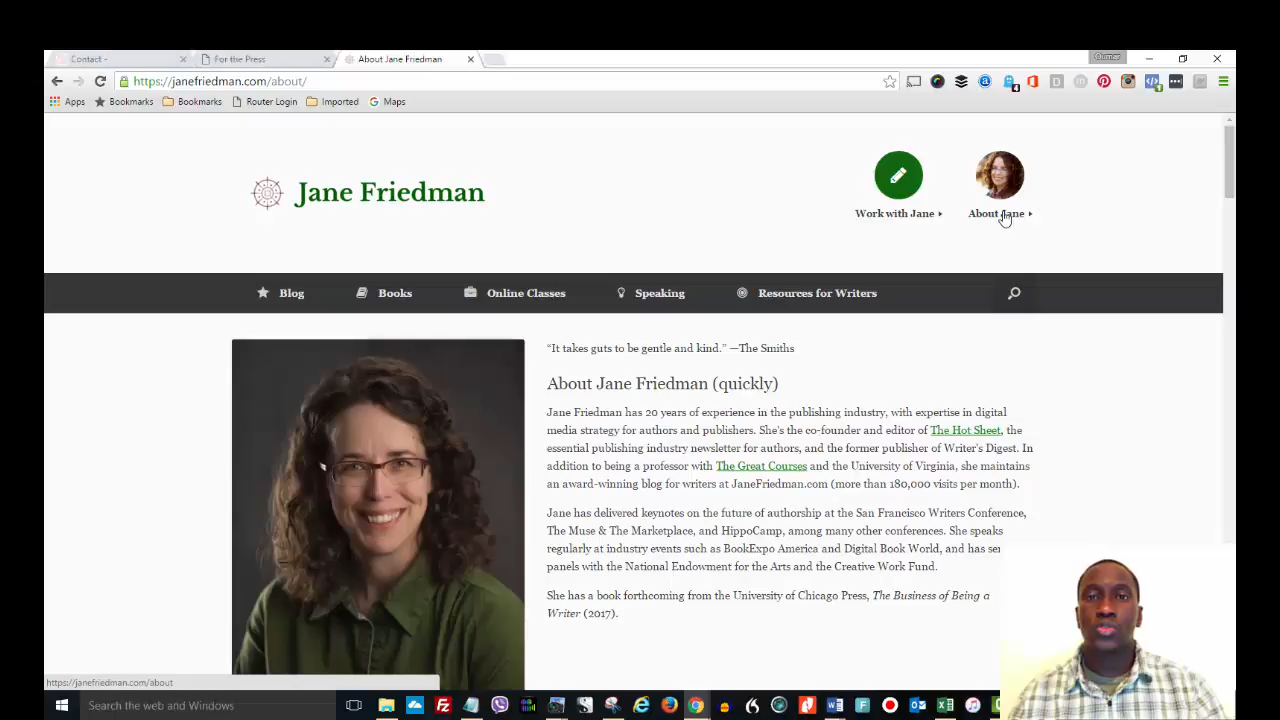 Contact -
For the Press
About Jane Friedman
Oumar
https://janefriedman.com/about/
4
Apps
Bookmarks
Bookmarks
Router Login
Imported
Maps
Jane Friedman
Work with Jane
About Jane
Blog
Books
Online Classes
Speaking
Resources for Writers
“It takes guts to be gentle and kind.” —The Smiths
About Jane Friedman (quickly)
Jane Friedman has 20 years of experience in the publishing industry, with expertise in digital
media strategy for authors and publishers. She's the co-founder and editor of The Hot Sheet, the
essential publishing industry newsletter for authors, and the former publisher of Writer's Digest. In
addition to being a professor with The Great Courses and the University of Virginia, she maintains
an award-winning blog for writers at JaneFriedman.com (more than 180,000 visits per month).
Jane has delivered keynotes on the future of authorship at the San Francisco Writers Conference,
The Muse & The Marketplace, and HippoCamp, among many other conferences. She speaks
regularly at industry events such as BookExpo America and Digital Book World, and has
panels with the National Endowment for the Arts and the Creative Work Fund.
She has a book forthcoming from the University of Chicago Press, The Business of Being a
Writer (2017).
https://janefriedman.com/about
Search the web and Windows